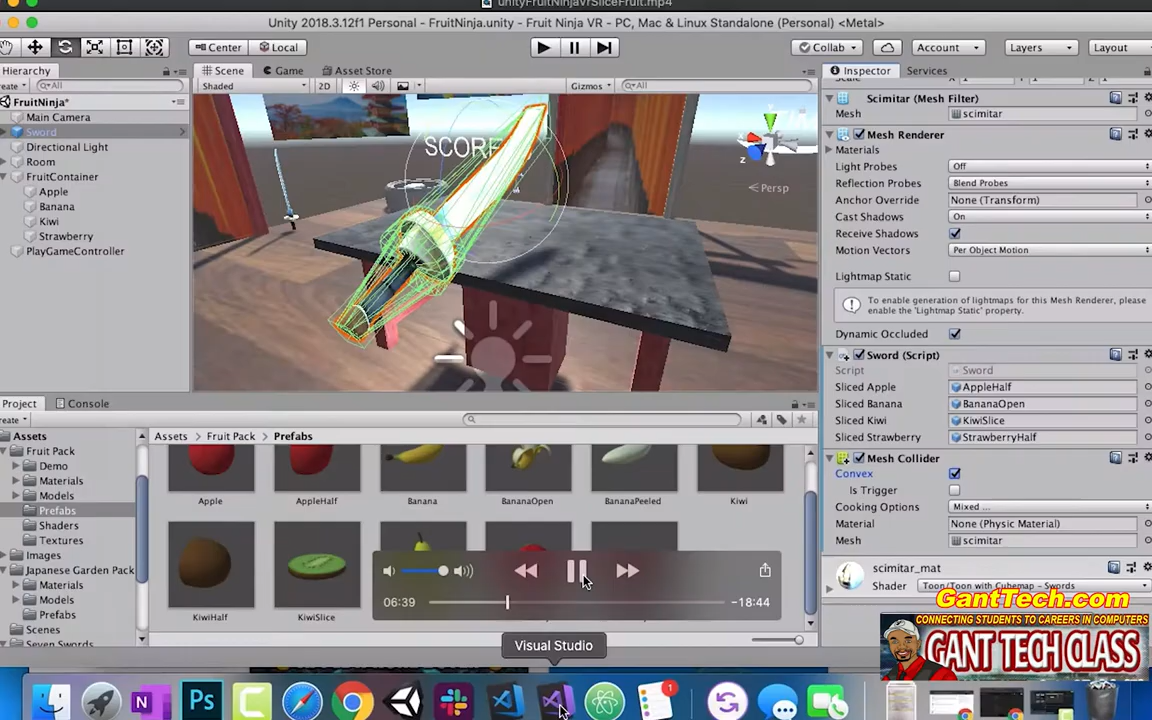 unityFruitNinjaVrSliceFruit.mp4
Unity 2018.3.12f1 Personal - FruitNinja.unity - Fruit Ninja VR - PC, Mac & Linux Standalone (Personal) <Metal>
Center
Local
Collab
Account
Layers
Layout
Hierarchy
Scene
Game
Asset Store
Inspector
Services
All
Shaded
2D
Gizmos
All
FruitNinja*
Main Camera
Sword
Directional Light
Room
FruitContainer
Apple
Banana
Kiwi
Strawberry
PlayGameController
SCORE
z
Persp
Scale
Scimitar (Mesh Filter)
Mesh
scimitar
Mesh Renderer
Materials
Light Probes
Off
Reflection Probes
Blend Probes
Anchor Override
None (Transform)
Cast Shadows
On
Receive Shadows
Motion Vectors
Per Object Motion
Lightmap Static
To enable generation of lightmaps for this Mesh Renderer, please
enable the 'Lightmap Static' property.
Dynamic Occluded
Sword (Script)
Script
Sword
Sliced Apple
AppleHalf
Sliced Banana
BananaOpen
Sliced Kiwi
KiwiSlice
Sliced Strawberry
StrawberryHalf
Mesh Collider
Convex
Is Trigger
Cooking Options
Mixed ...
Material
None (Physic Material)
Mesh
scimitar
scimitar_mat
Shader
Toon/Toon with Cubemap - Swords
Project
Console
Assets
Fruit Pack
Demo
Materials
Models
Prefabs
Shaders
Textures
Images
Japanese Garden Pack
Materials
Models
Prefabs
Scenes
Seven Swords
Assets
Fruit Pack
Prefabs
Apple
AppleHalf
Banana
BananaOpen
BananaPeeled
Kiwi
KiwiHalf
KiwiSlice
06:39
-18:44
Visual Studio
GantTech.com
CONNECTING STUDENTS TO CAREERS IN COMPUTERS
GANT TECH CLASS
N
Ps
C
1